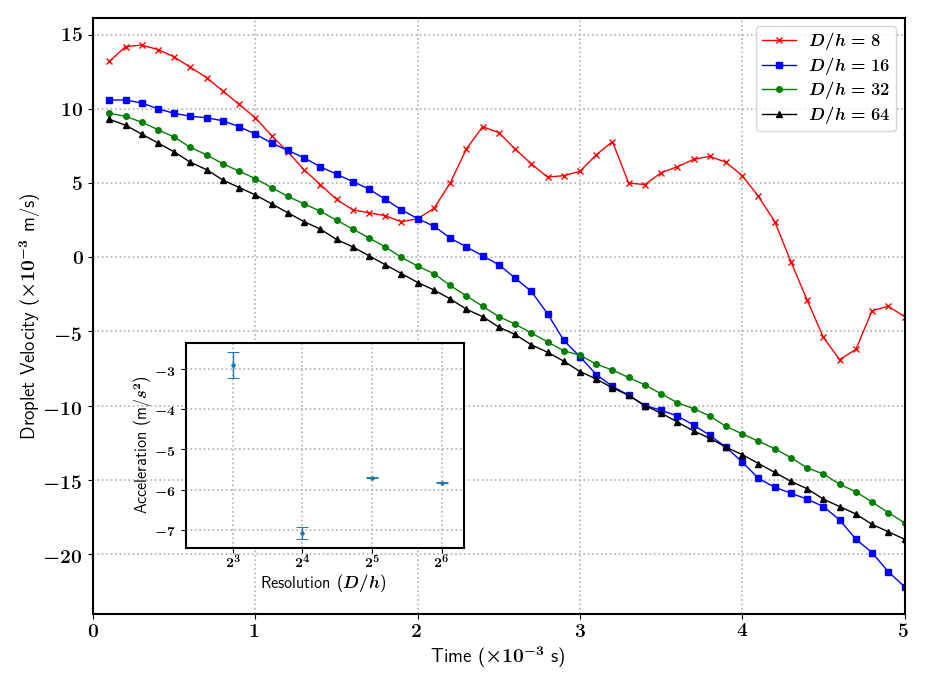 15
10
5
0
−5
−10
−15
−20
Droplet Velocity (×10⁻³ m/s)
D/h = 8
D/h = 16
D/h = 32
D/h = 64
−3
−4
−5
−6
−7
Acceleration (m/s²)
2³ 2⁴ 2⁵ 2⁶
Resolution (D/h)
0 1 2 3 4 5
Time (×10⁻³ s)